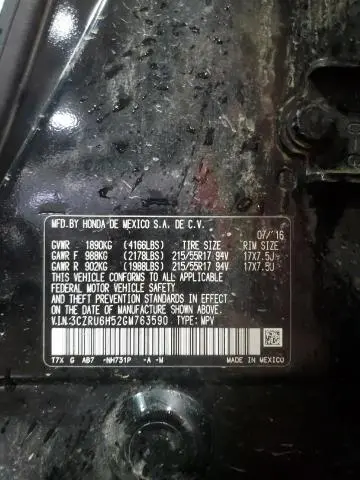 MFD.BY HONDA DE MEXICO S.A. DE C.V.
07/'16
GVWR 1890KG (4166LBS) TIRE SIZE RIM SIZE
GAWR F 988KG (2178LBS) 215/55R17 94V 17X7.5J
GAWR R 902KG (1988LBS) 215/55R17 94V 17X7.5J
THIS VEHICLE CONFORMS TO ALL APPLICABLE
FEDERAL MOTOR VEHICLE SAFETY
AND THEFT PREVENTION STANDARDS IN EFFECT
ON THE DATE OF MANUFACTURE SHOWN ABOVE.
V.I.N:3CZRU6H52GM763590 TYPE: MPV
T7X G AB7 -NH731P -A -M MADE IN MEXICO